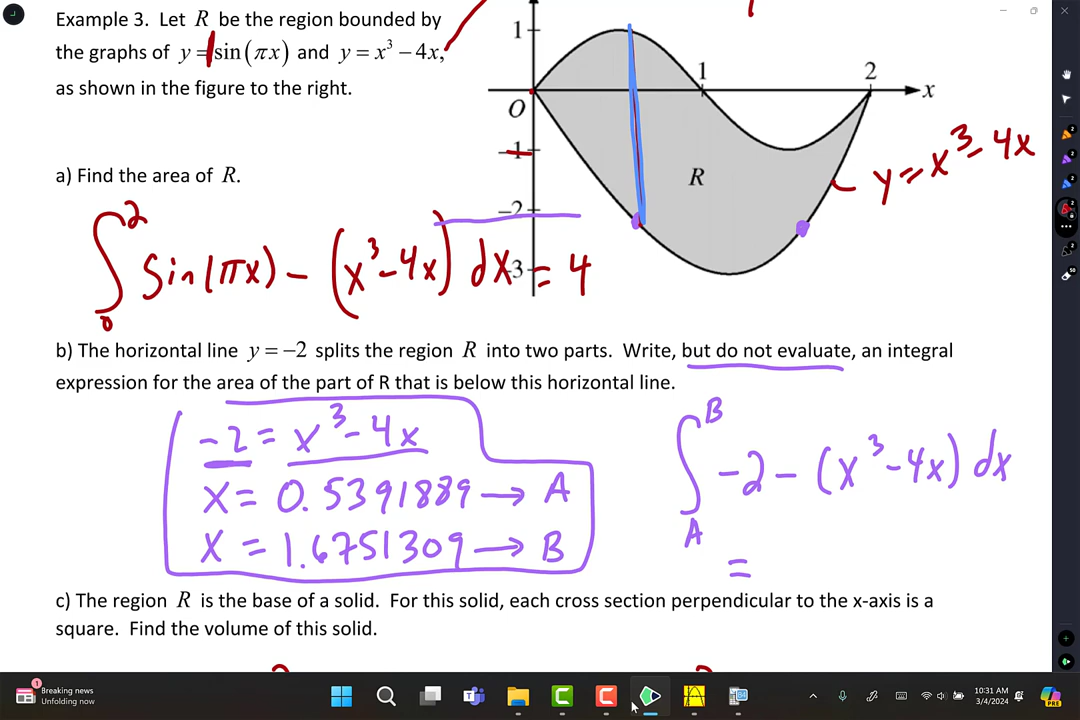 Example 3. Let R be the region bounded by
the graphs of y = sin(πx) and y = x³ − 4x,
as shown in the figure to the right.
1
1
2
x
O
−1
−2
−3
R
y = x³ − 4x
a) Find the area of R.
∫₀² sin(πx) − (x³ − 4x) dx = 4
b) The horizontal line y = −2 splits the region R into two parts. Write, but do not evaluate, an integral
expression for the area of the part of R that is below this horizontal line.
−2 = x³ − 4x
x = 0.5391889 → A
x = 1.6751309 → B
∫_A^B −2 − (x³ − 4x) dx
=
c) The region R is the base of a solid. For this solid, each cross section perpendicular to the x-axis is a
square. Find the volume of this solid.
1
Breaking news
Unfolding now
10:31 AM
3/4/2024
PRE